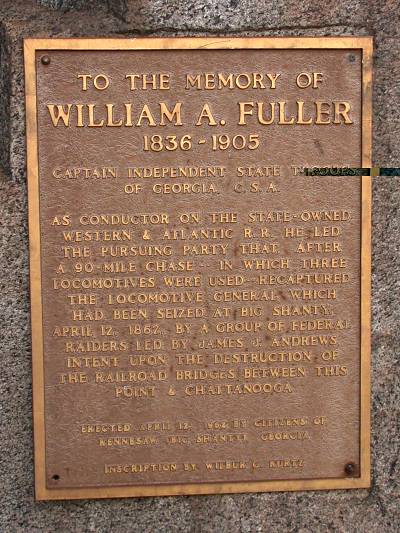 TO THE MEMORY OF
WILLIAM A. FULLER
1836 - 1905
CAPTAIN INDEPENDENT STATE
OF GEORGIA, C.S.A.
AS CONDUCTOR ON THE STATE-OWNED
WESTERN & ATLANTIC R.R. HE LED
THE PURSUING PARTY THAT, AFTER
A 90-MILE CHASE - IN WHICH THREE
LOCOMOTIVES WERE USED - RECAPTURED
THE LOCOMOTIVE GENERAL, WHICH
HAD BEEN SEIZED AT BIG SHANTY,
APRIL 12, 1862, BY A GROUP OF FEDERAL
RAIDERS LED BY JAMES J. ANDREWS,
INTENT UPON THE DESTRUCTION OF
THE RAILROAD BRIDGES BETWEEN THIS
POINT & CHATTANOOGA.
ERECTED APRIL 12, 1962 BY CITIZENS OF
KENNESAW (BIG SHANTY), GEORGIA
INSCRIPTION BY WILBUR G. KURTZ